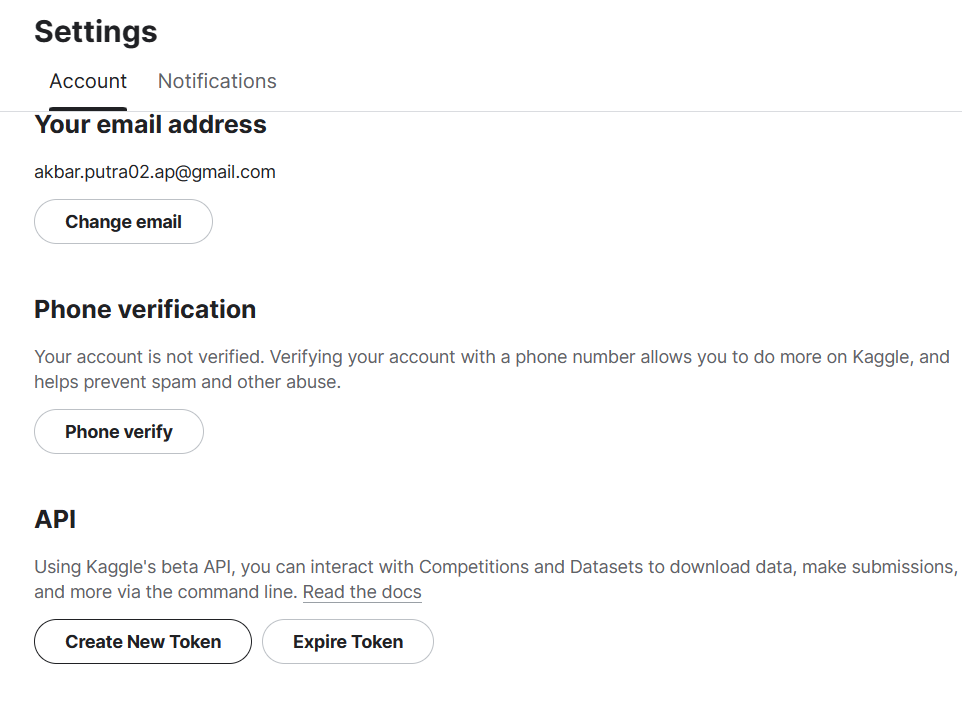 Settings
Account Notifications
Your email address
akbar.putra02.ap@gmail.com
Change email
Phone verification
Your account is not verified. Verifying your account with a phone number allows you to do more on Kaggle, and
helps prevent spam and other abuse.
Phone verify
API
Using Kaggle's beta API, you can interact with Competitions and Datasets to download data, make submissions,
and more via the command line. Read the docs
Create New Token Expire Token